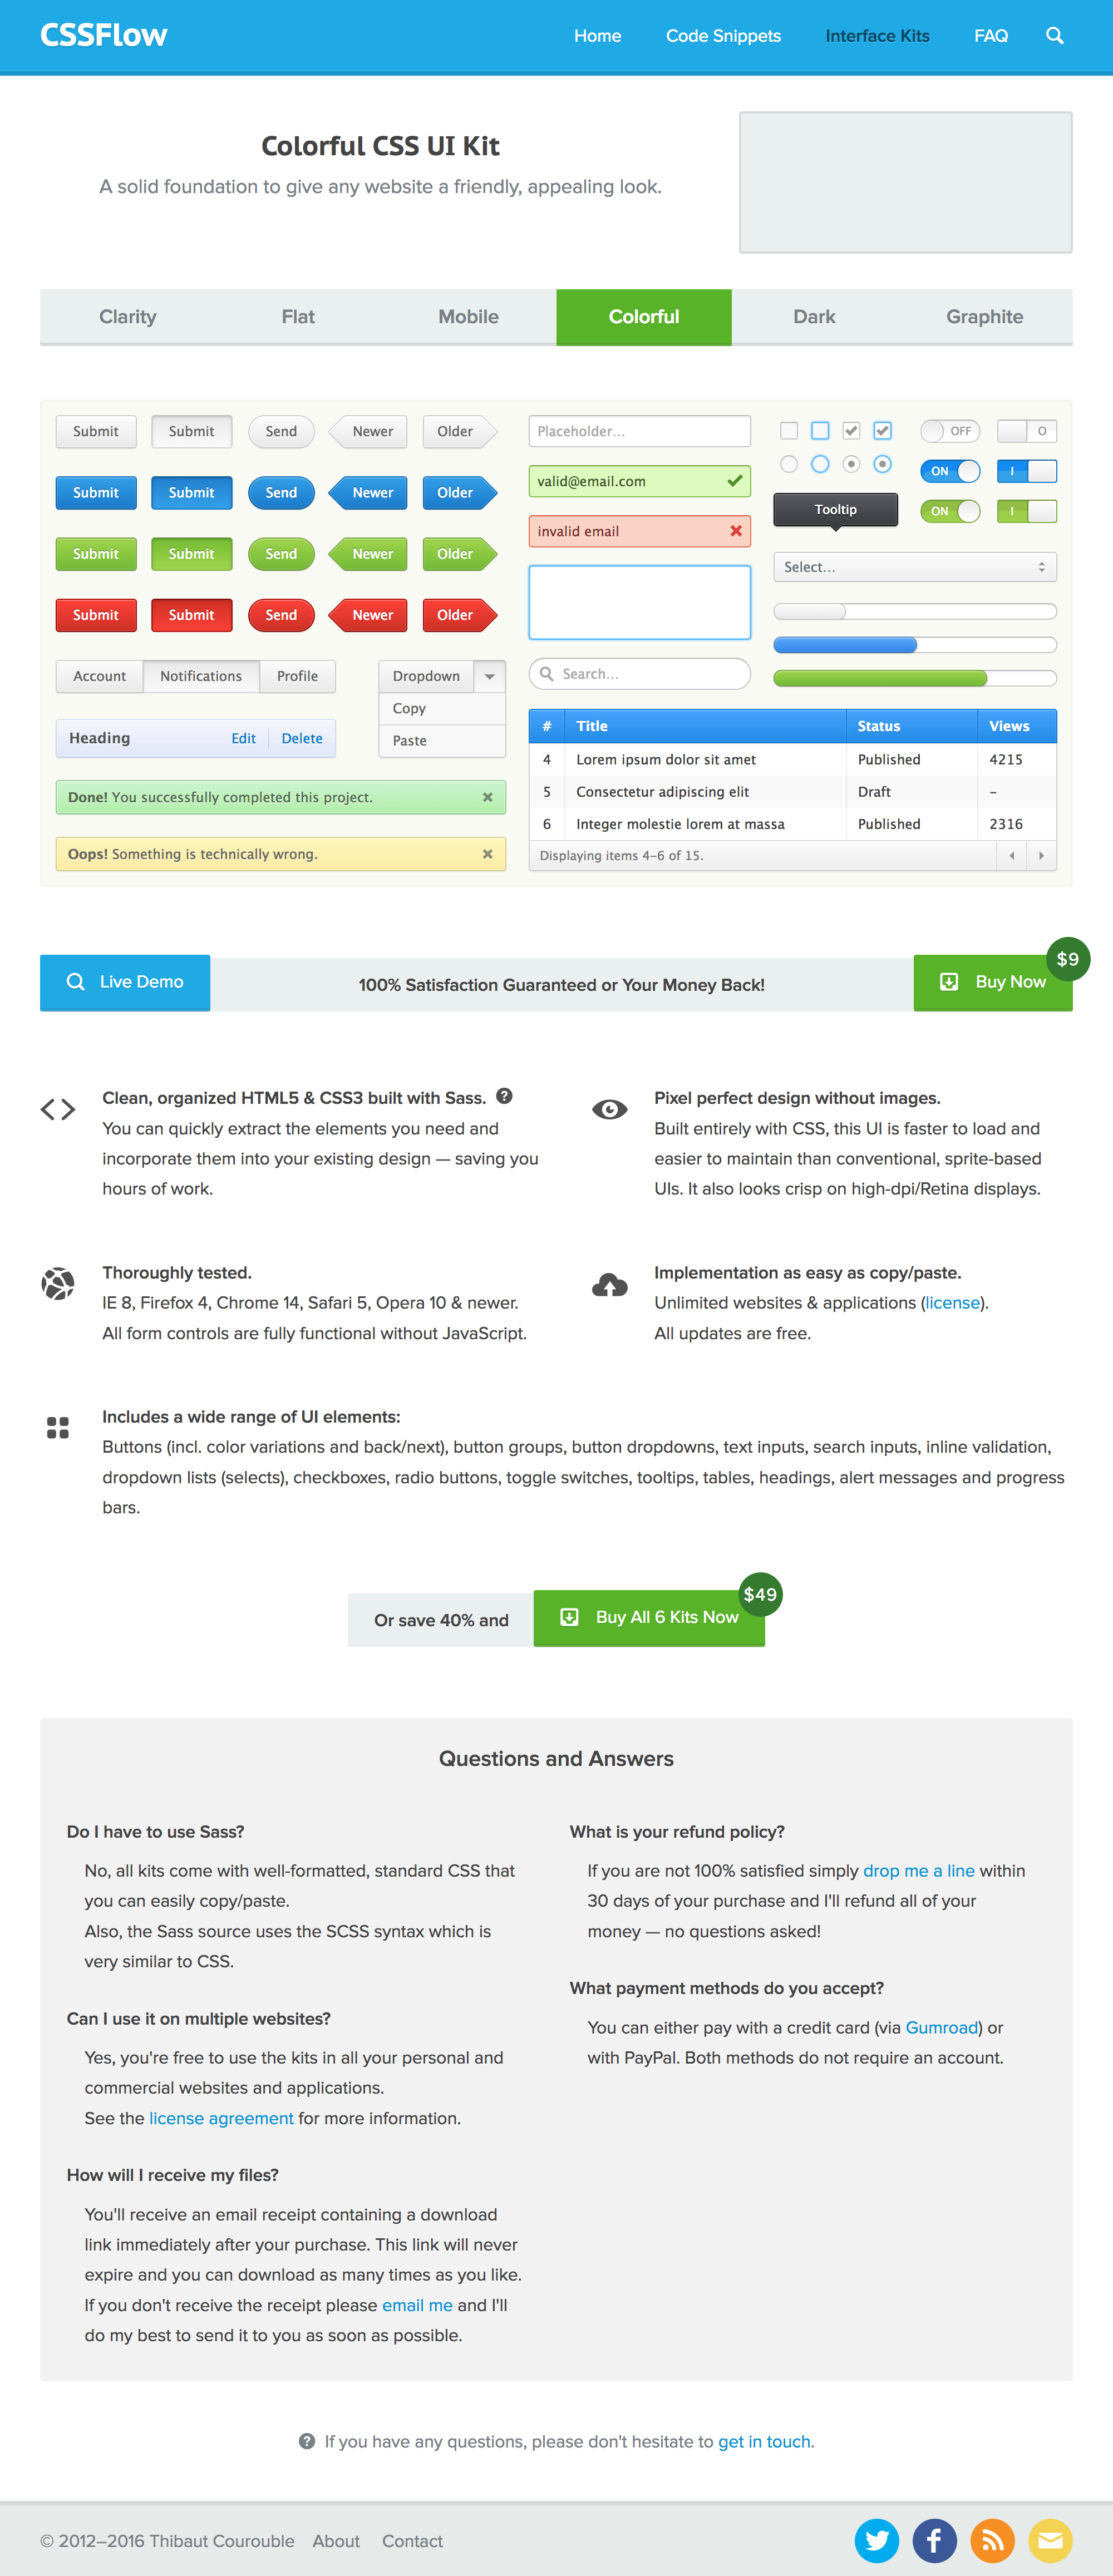 CSSFlow
Home Code Snippets Interface Kits FAQ
Colorful CSS UI Kit
A solid foundation to give any website a friendly, appealing look.
Clarity Flat Mobile Colorful Dark Graphite
Submit Submit Send Newer Older
Submit Submit Send Newer Older
Submit Submit Send Newer Older
Submit Submit Send Newer Older
Account Notifications Profile
Dropdown
Copy
Paste
Heading Edit Delete
Done! You successfully completed this project.
Oops! Something is technically wrong.
Placeholder...
valid@email.com
invalid email
Search...
OFF O
ON I
ON I
Tooltip
Select...
# Title Status Views
4 Lorem ipsum dolor sit amet Published 4215
5 Consectetur adipiscing elit Draft –
6 Integer molestie lorem at massa Published 2316
Displaying items 4–6 of 15.
Live Demo
100% Satisfaction Guaranteed or Your Money Back!
Buy Now
$9
Clean, organized HTML5 & CSS3 built with Sass. ?
You can quickly extract the elements you need and
incorporate them into your existing design — saving you
hours of work.
Pixel perfect design without images.
Built entirely with CSS, this UI is faster to load and
easier to maintain than conventional, sprite-based
UIs. It also looks crisp on high-dpi/Retina displays.
Thoroughly tested.
IE 8, Firefox 4, Chrome 14, Safari 5, Opera 10 & newer.
All form controls are fully functional without JavaScript.
Implementation as easy as copy/paste.
Unlimited websites & applications (license).
All updates are free.
Includes a wide range of UI elements:
Buttons (incl. color variations and back/next), button groups, button dropdowns, text inputs, search inputs, inline validation,
dropdown lists (selects), checkboxes, radio buttons, toggle switches, tooltips, tables, headings, alert messages and progress
bars.
Or save 40% and
Buy All 6 Kits Now
$49
Questions and Answers
Do I have to use Sass?
No, all kits come with well-formatted, standard CSS that
you can easily copy/paste.
Also, the Sass source uses the SCSS syntax which is
very similar to CSS.
Can I use it on multiple websites?
Yes, you're free to use the kits in all your personal and
commercial websites and applications.
See the license agreement for more information.
How will I receive my files?
You'll receive an email receipt containing a download
link immediately after your purchase. This link will never
expire and you can download as many times as you like.
If you don't receive the receipt please email me and I'll
do my best to send it to you as soon as possible.
What is your refund policy?
If you are not 100% satisfied simply drop me a line within
30 days of your purchase and I'll refund all of your
money — no questions asked!
What payment methods do you accept?
You can either pay with a credit card (via Gumroad) or
with PayPal. Both methods do not require an account.
? If you have any questions, please don't hesitate to get in touch.
© 2012–2016 Thibaut Courouble About Contact